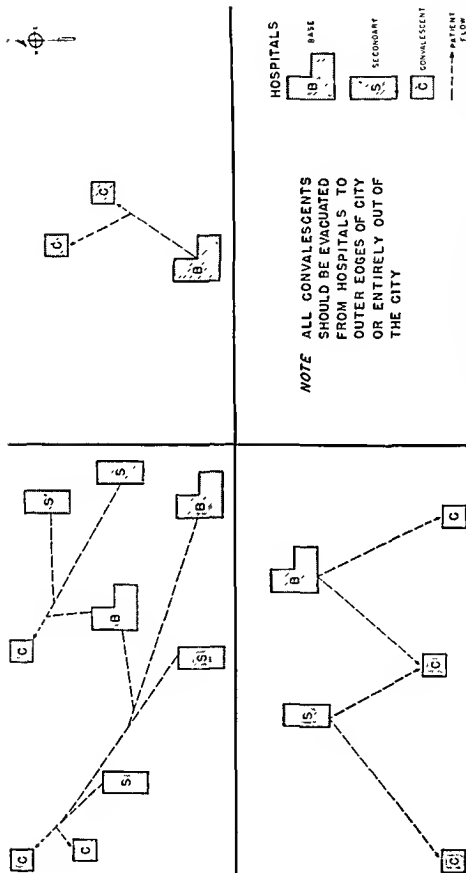 C
C
B
C
S
S
B
B
S
S
C
C
B
S
C
C
C
NOTE ALL CONVALESCENTS
SHOULD BE EVACUATED
FROM HOSPITALS TO
OUTER EDGES OF CITY
OR ENTIRELY OUT OF
THE CITY
HOSPITALS
B
BASE
S
SECONDARY
C
CONVALESCENT
PATIENT
FLOW